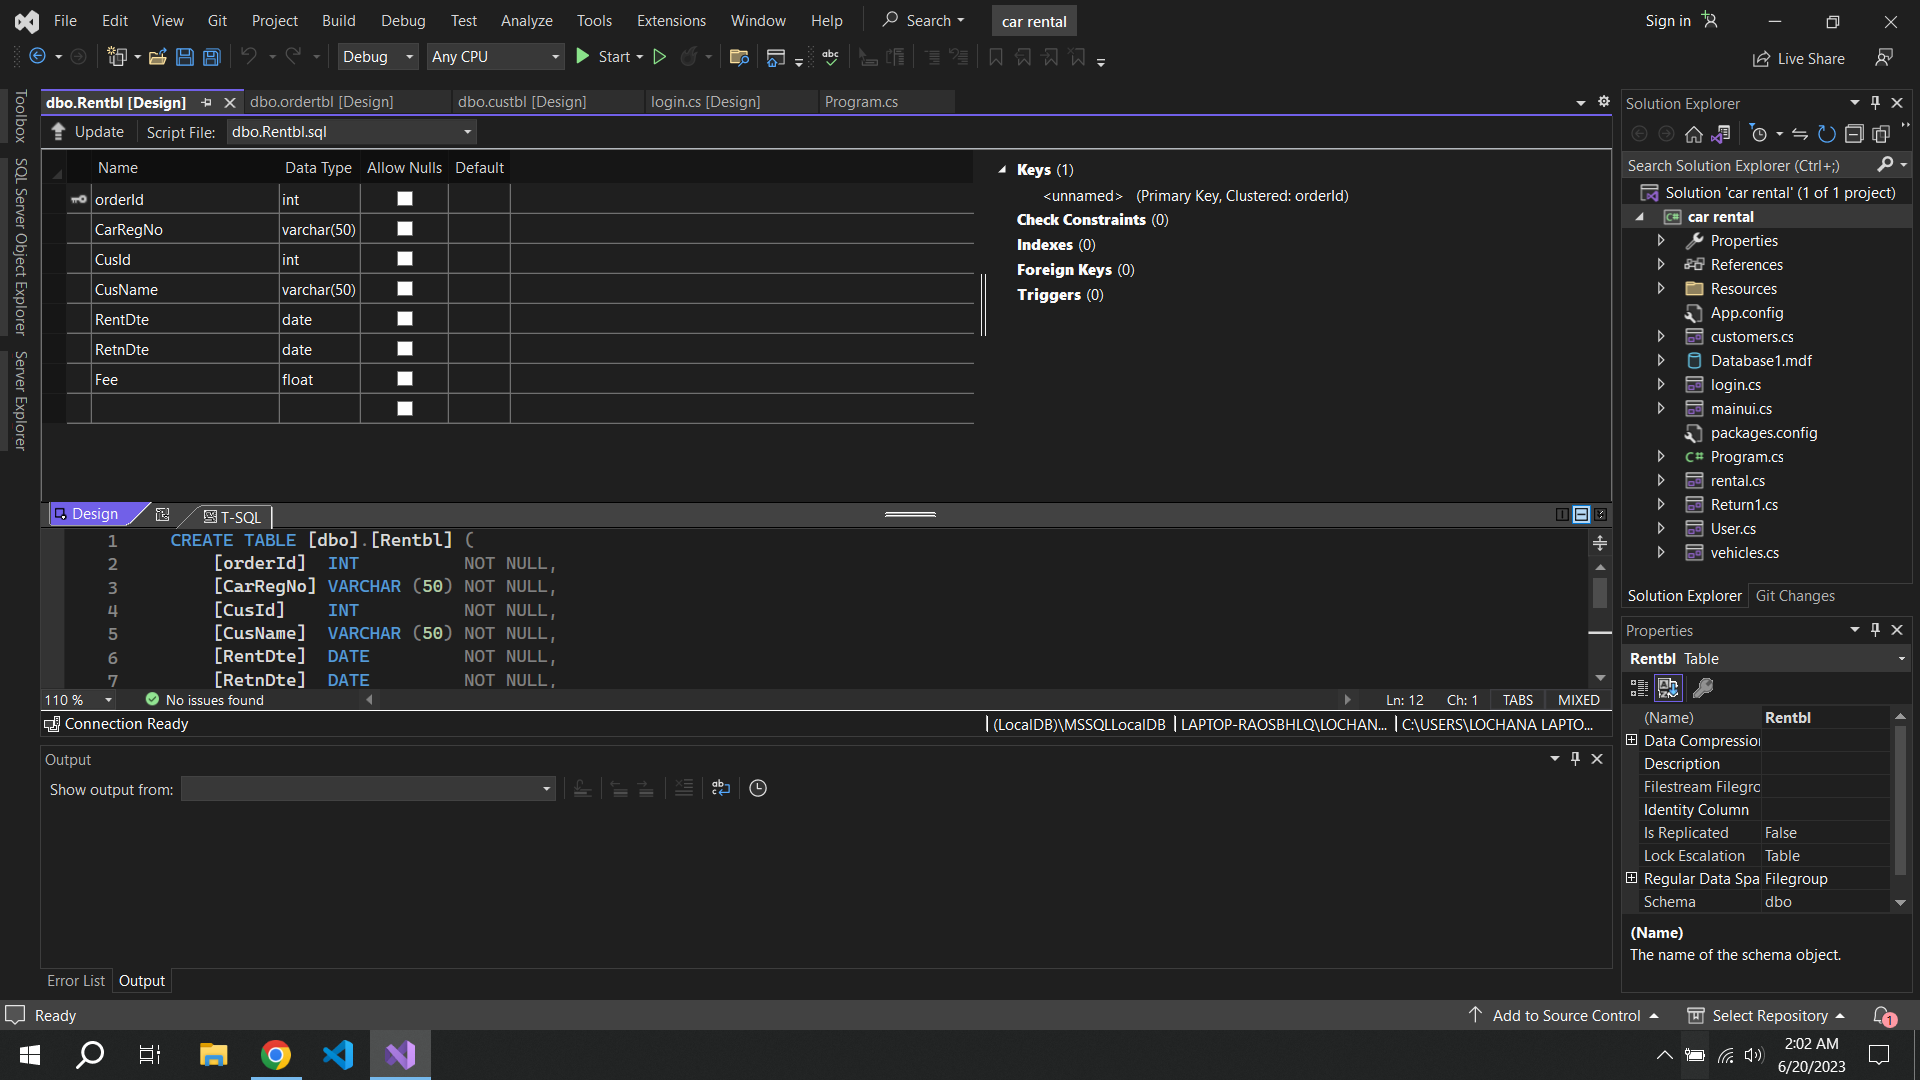 File Edit View Git Project Build Debug Test Analyze Tools Extensions Window Help Search car rental Sign in
Debug Any CPU Start abc Live Share
Toolbox
SQL Server Object Explorer
Server Explorer
dbo.Rentbl [Design] dbo.ordertbl [Design] dbo.custbl [Design] login.cs [Design] Program.cs
Update Script File: dbo.Rentbl.sql
Name Data Type Allow Nulls Default
orderId int
CarRegNo varchar(50)
CusId int
CusName varchar(50)
RentDte date
RetnDte date
Fee float
Keys (1)
<unnamed> (Primary Key, Clustered: orderId)
Check Constraints (0)
Indexes (0)
Foreign Keys (0)
Triggers (0)
Design T-SQL
1 CREATE TABLE [dbo].[Rentbl] (
2 [orderId] INT NOT NULL,
3 [CarRegNo] VARCHAR (50) NOT NULL,
4 [CusId] INT NOT NULL,
5 [CusName] VARCHAR (50) NOT NULL,
6 [RentDte] DATE NOT NULL,
7 [RetnDte] DATE NOT NULL,
110 % No issues found Ln: 12 Ch: 1 TABS MIXED
Connection Ready (LocalDB)\MSSQLLocalDB LAPTOP-RAOSBHLQ\LOCHAN... C:\USERS\LOCHANA LAPTO...
Output
Show output from:
Error List Output
Solution Explorer
Search Solution Explorer (Ctrl+;)
Solution 'car rental' (1 of 1 project)
C# car rental
Properties
References
Resources
App.config
customers.cs
Database1.mdf
login.cs
mainui.cs
packages.config
C# Program.cs
rental.cs
Return1.cs
User.cs
vehicles.cs
Solution Explorer Git Changes
Properties
Rentbl Table
(Name) Rentbl
Data Compression
Description
Filestream Filegro
Identity Column
Is Replicated False
Lock Escalation Table
Regular Data Spa Filegroup
Schema dbo
(Name)
The name of the schema object.
Ready Add to Source Control Select Repository 1
2:02 AM
6/20/2023